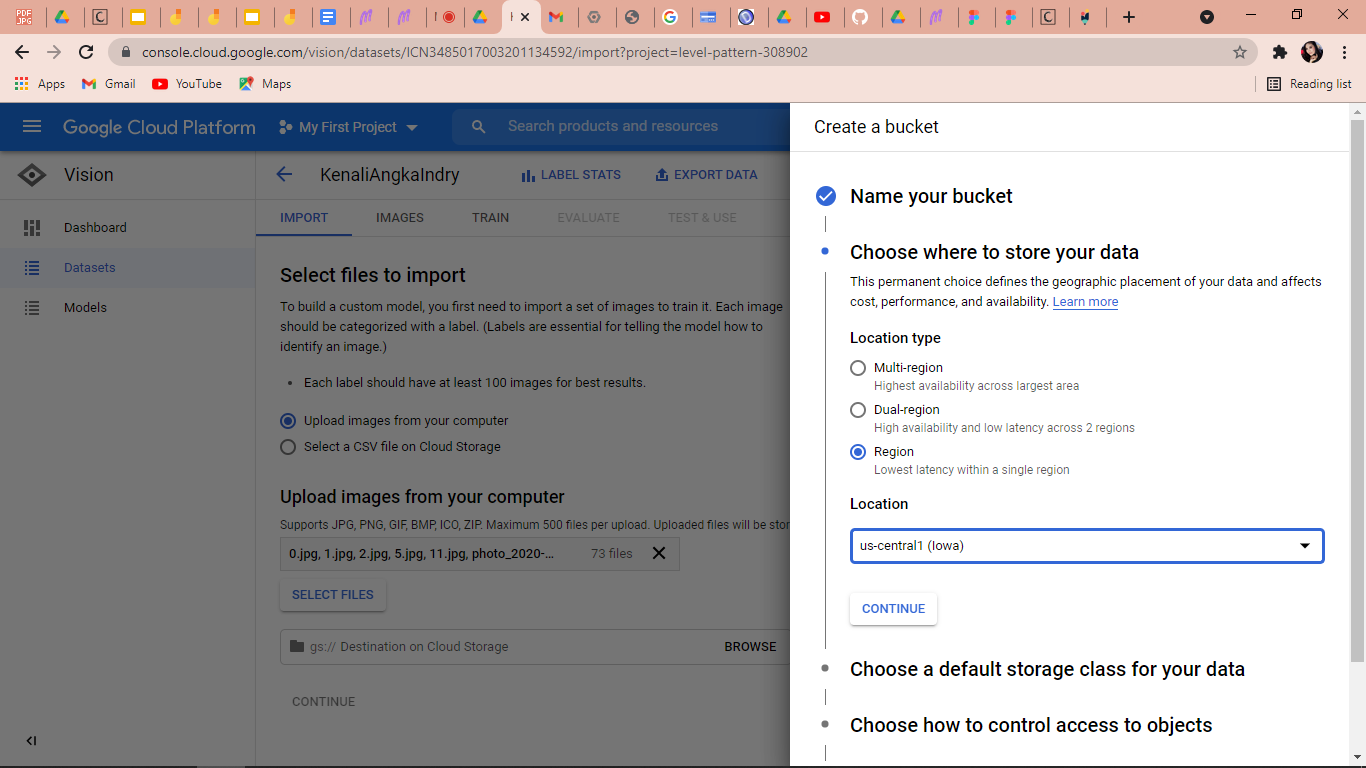 console.cloud.google.com/vision/datasets/ICN3485017003201134592/import?project=level-pattern-308902
Apps
Gmail
YouTube
Maps
Reading list
Google Cloud Platform
My First Project
Search products and resources
Vision
Dashboard
Datasets
Models
KenaliAngkaIndry
LABEL STATS
EXPORT DATA
IMPORT
IMAGES
TRAIN
EVALUATE
TEST & USE
Select files to import
To build a custom model, you first need to import a set of images to train it. Each image
should be categorized with a label. (Labels are essential for telling the model how to
identify an image.)
• Each label should have at least 100 images for best results.
Upload images from your computer
Select a CSV file on Cloud Storage
Upload images from your computer
Supports JPG, PNG, GIF, BMP, ICO, ZIP. Maximum 500 files per upload. Uploaded files will be stor
0.jpg, 1.jpg, 2.jpg, 5.jpg, 11.jpg, photo_2020-...
73 files
SELECT FILES
gs:// Destination on Cloud Storage
BROWSE
CONTINUE
Create a bucket
Name your bucket
Choose where to store your data
This permanent choice defines the geographic placement of your data and affects
cost, performance, and availability. Learn more
Location type
Multi-region
Highest availability across largest area
Dual-region
High availability and low latency across 2 regions
Region
Lowest latency within a single region
Location
us-central1 (Iowa)
CONTINUE
Choose a default storage class for your data
Choose how to control access to objects